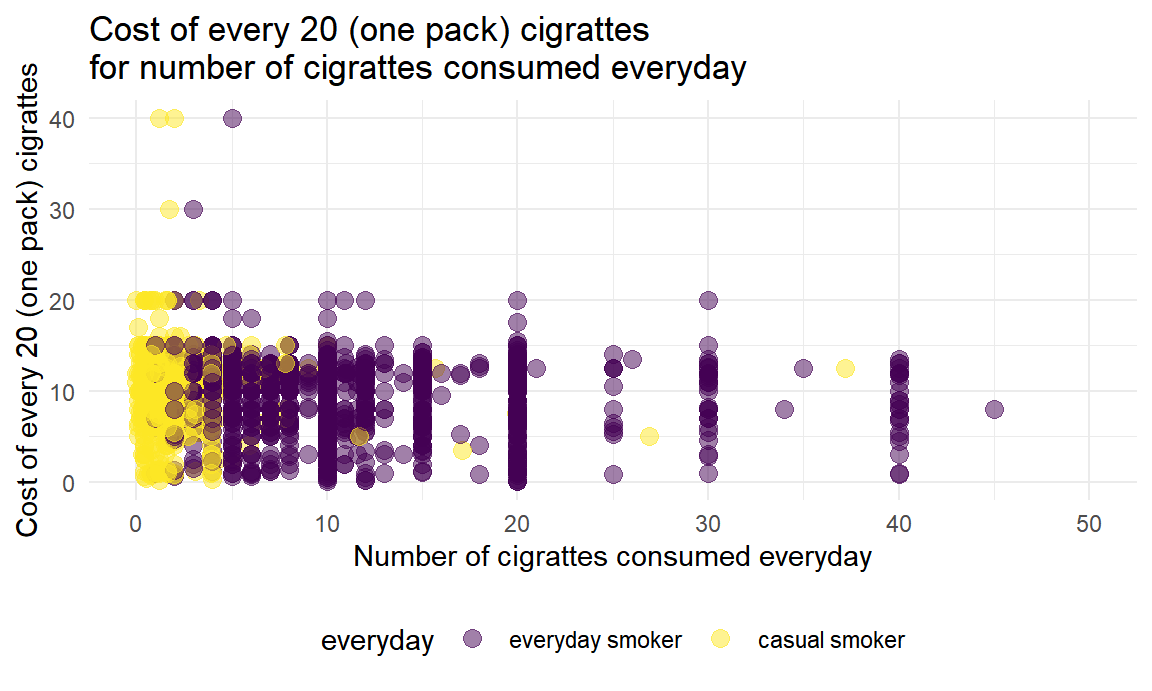 Cost of every 20 (one pack) cigrattes
for number of cigrattes consumed everyday
Cost of every 20 (one pack) cigrattes
40
30
20
10
0
0 10 20 30 40 50
Number of cigrattes consumed everyday
everyday everyday smoker casual smoker